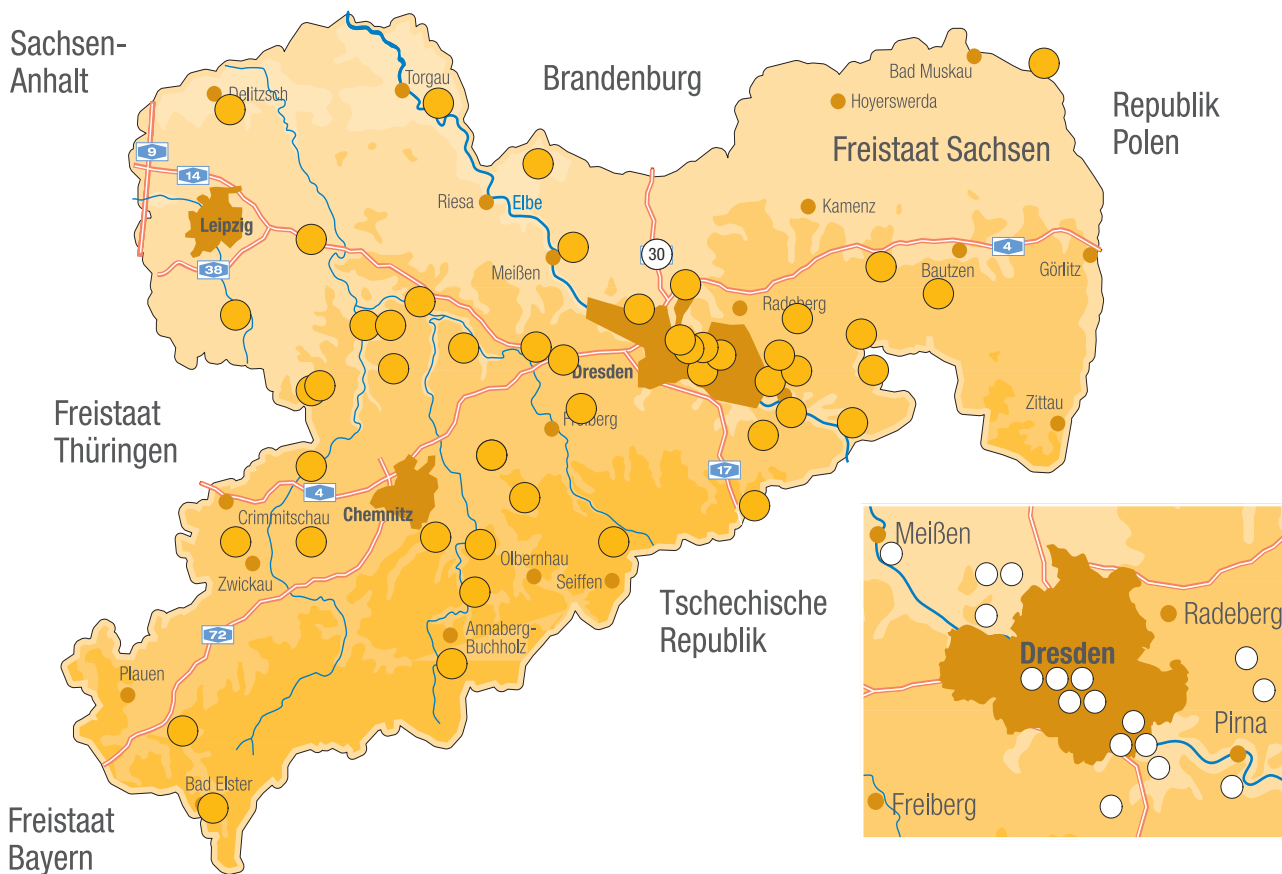 Sachsen-
Anhalt
Brandenburg
Republik
Polen
Freistaat Sachsen
Delitzsch
Torgau
Bad Muskau
Hoyerswerda
9
14
Leipzig
38
Riesa
Elbe
Kamenz
Meißen
30
4
Bautzen
Görlitz
Radeberg
Dresden
Freistaat
Thüringen
Freiberg
Zittau
17
4
Crimmitschau
Chemnitz
Zwickau
Olbernhau
Seiffen
Tschechische
Republik
72
Annaberg-
Buchholz
Plauen
Bad Elster
Freistaat
Bayern
Meißen
Radeberg
Dresden
Pirna
Freiberg